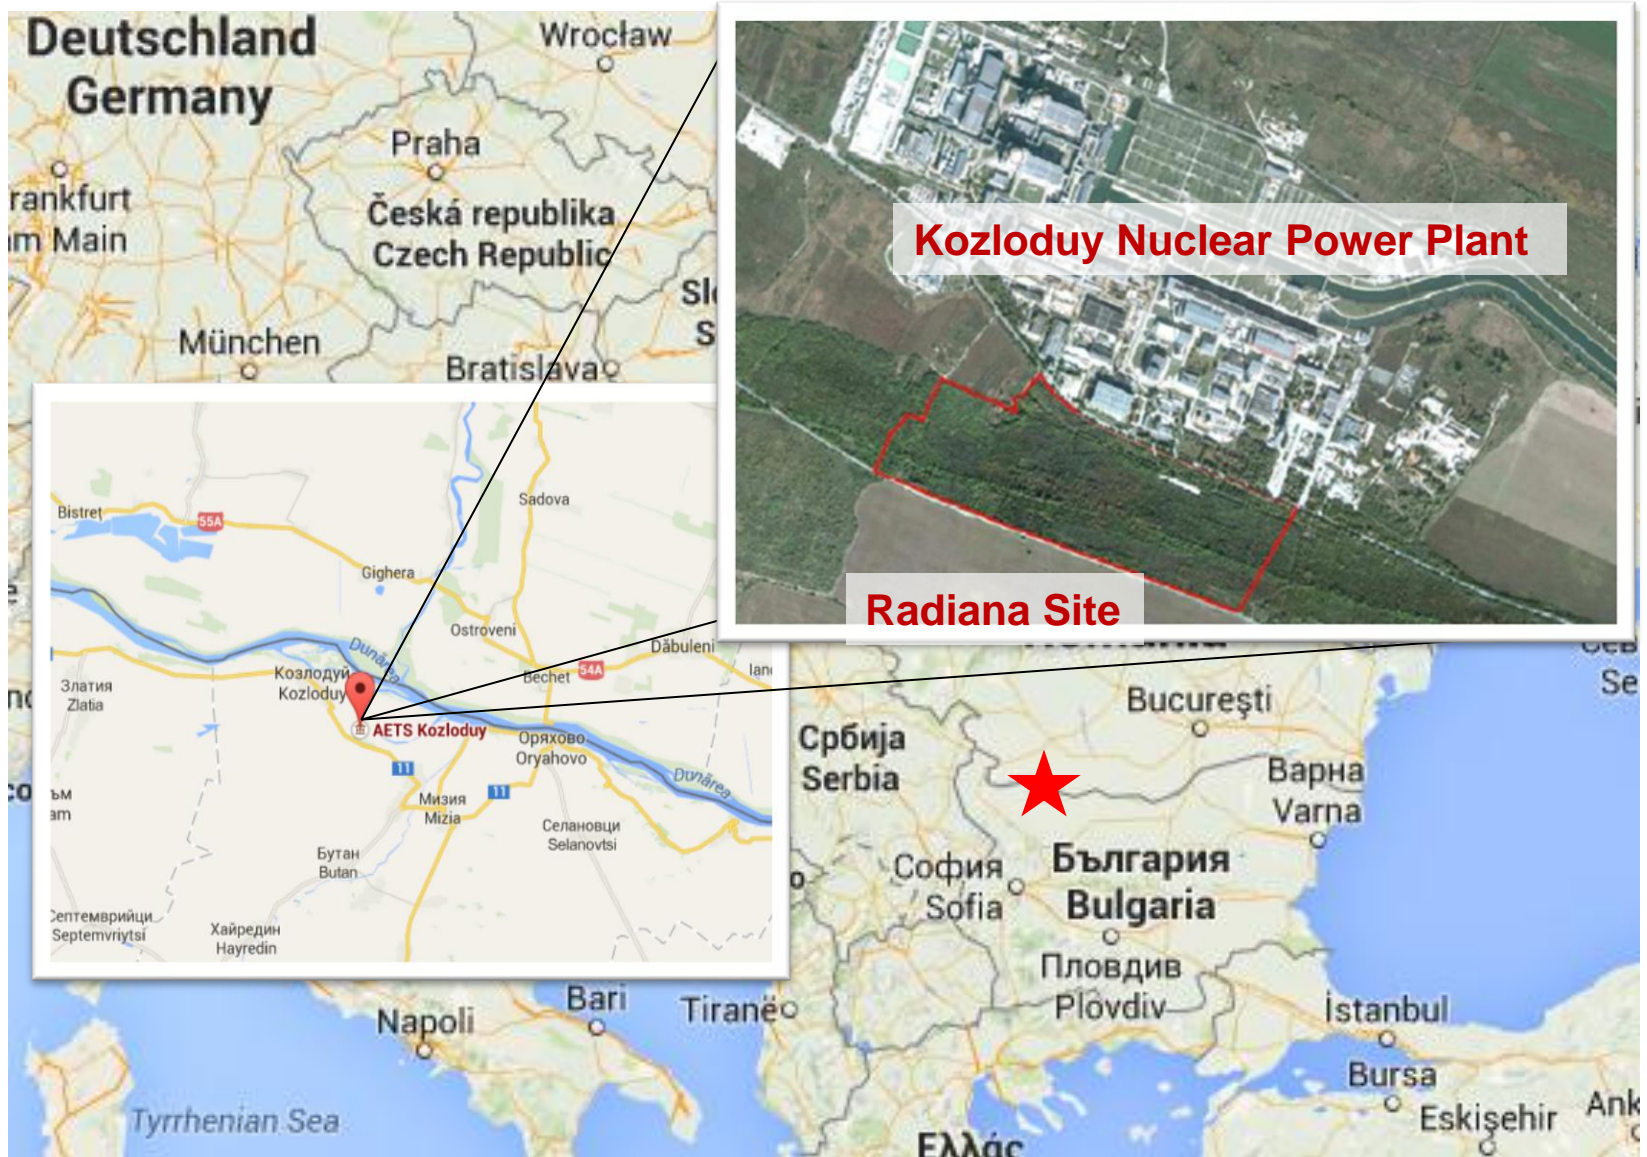 Deutschland
Germany
Wrocław
Praha
Česká republika
Czech Republic
rankfurt
am Main
München
Bratislava
Kozloduy Nuclear Power Plant
Radiana Site
Bistreț
55A
Sadova
Gighera
Ostroveni
Dăbuleni
Dunărea
Bechet
54A
Козлодуй
Kozloduy
Златия
Zlatia
AETS Kozloduy
Оряхово
Oryahovo
11
11
Мизия
Mizia
Dunărea
Селановци
Selanovtsi
Бутан
Butan
Септемврийци
Septemvriytsi
Хайредин
Hayredin
București
Србија
Serbia
Варна
Varna
София
Sofia
България
Bulgaria
Пловдив
Plovdiv
Napoli
Bari
Tiranë
İstanbul
Bursa
Eskişehir
Ank
Tyrrhenian Sea
Ελλάς